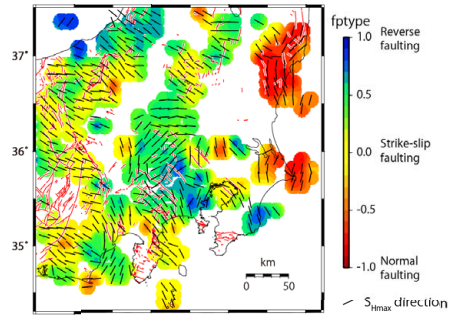 fptype
Reverse
faulting
1.0
0.5
Strike-slip
faulting
0.0
-0.5
Normal
faulting
-1.0
37°
36°
35°
km
0 50
SHmax direction